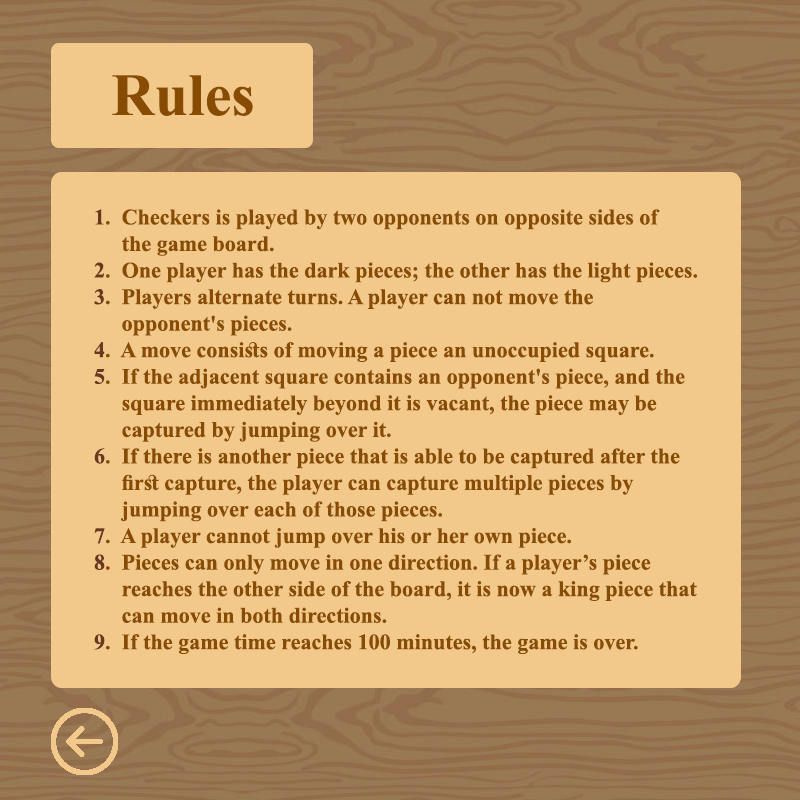 Rules
1. Checkers is played by two opponents on opposite sides of
the game board.
2. One player has the dark pieces; the other has the light pieces.
3. Players alternate turns. A player can not move the
opponent's pieces.
4. A move consists of moving a piece an unoccupied square.
5. If the adjacent square contains an opponent's piece, and the
square immediately beyond it is vacant, the piece may be
captured by jumping over it.
6. If there is another piece that is able to be captured after the
first capture, the player can capture multiple pieces by
jumping over each of those pieces.
7. A player cannot jump over his or her own piece.
8. Pieces can only move in one direction. If a player’s piece
reaches the other side of the board, it is now a king piece that
can move in both directions.
9. If the game time reaches 100 minutes, the game is over.